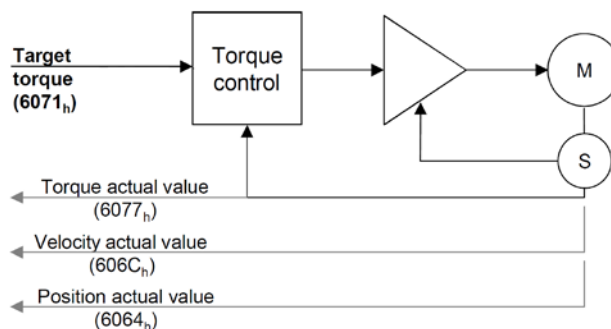 Target
torque
(6071h)
Torque
control
M
S
Torque actual value
(6077h)
Velocity actual value
(606Ch)
Position actual value
(6064h)